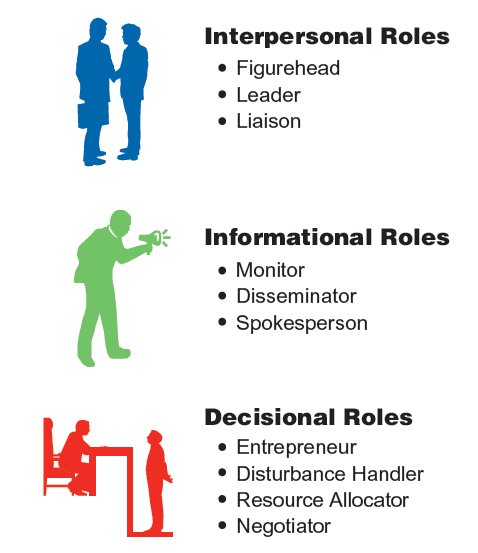 Interpersonal Roles
• Figurehead
• Leader
• Liaison
Informational Roles
• Monitor
• Disseminator
• Spokesperson
Decisional Roles
• Entrepreneur
• Disturbance Handler
• Resource Allocator
• Negotiator